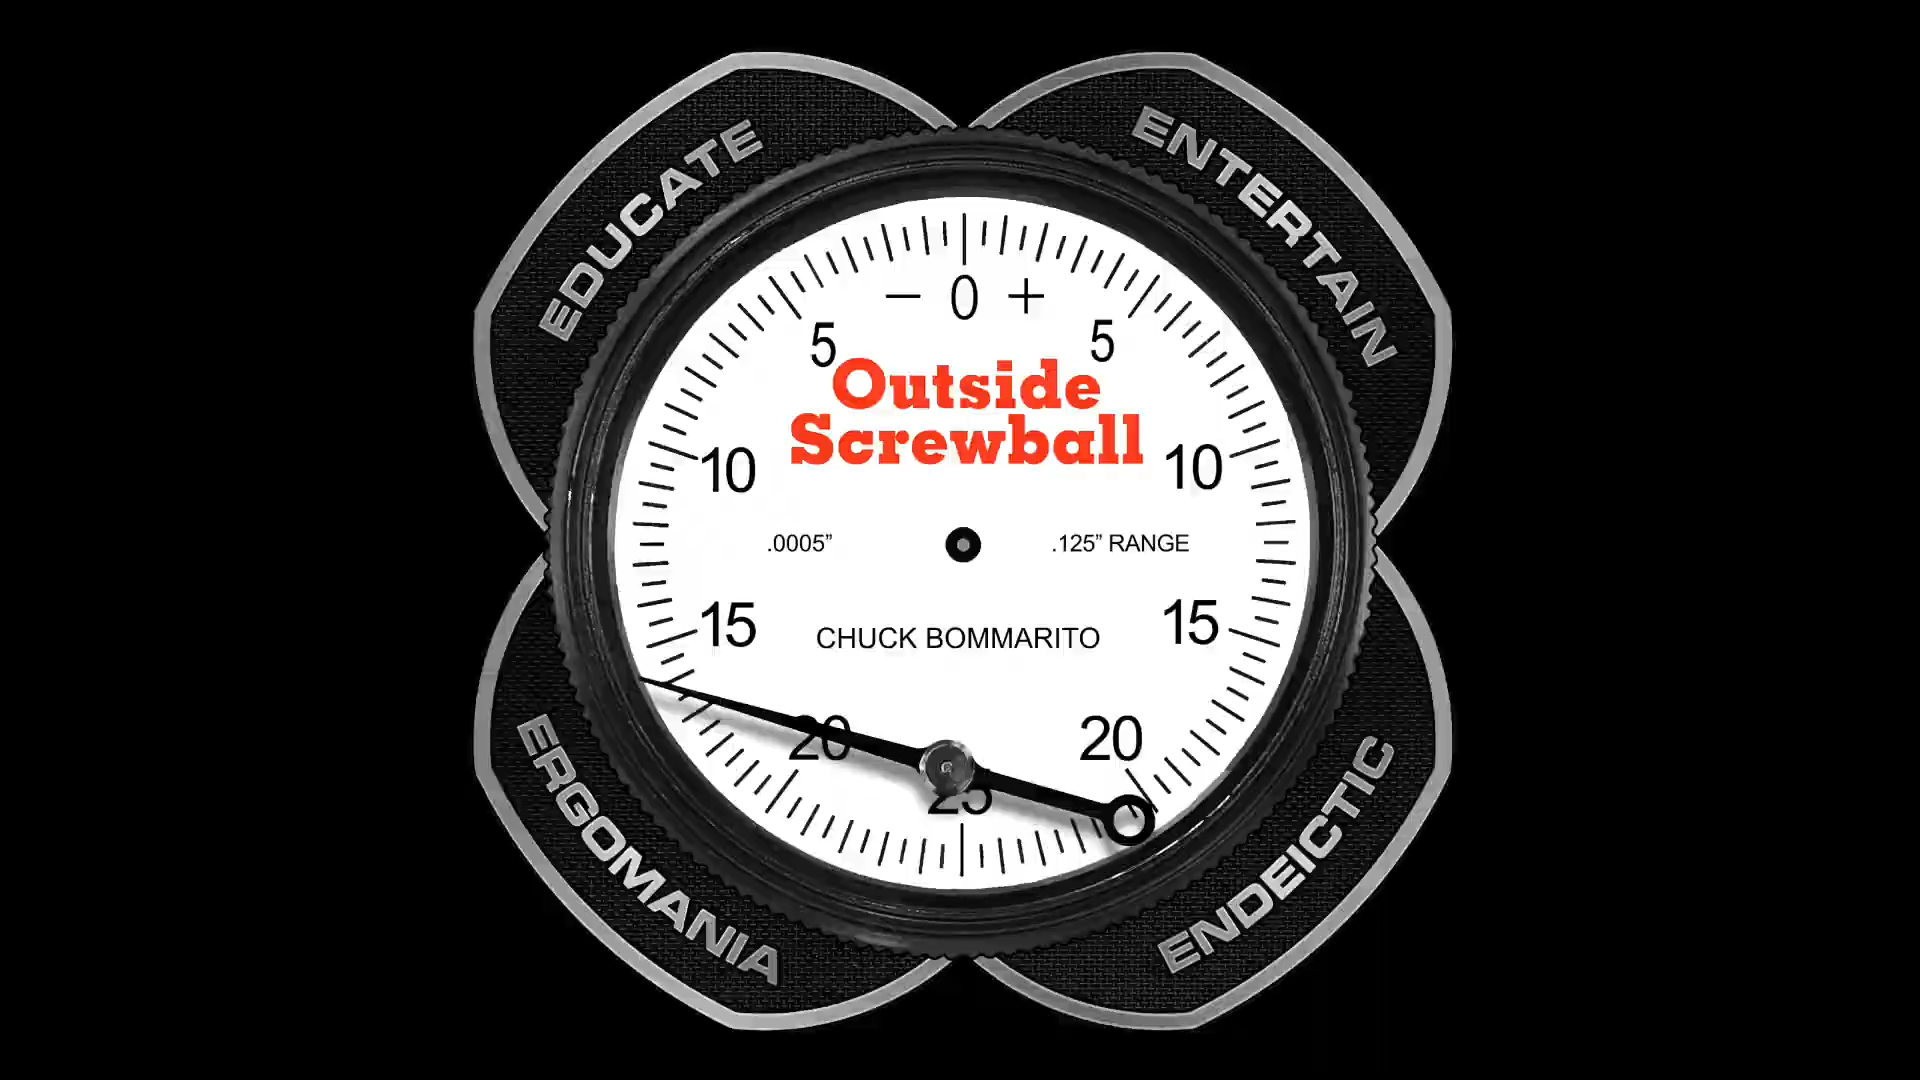 EDUCATE
ENTERTAIN
− 0 +
5 5
Outside
Screwball
10 10
.0005” .125” RANGE
15 CHUCK BOMMARITO 15
20 20
25
ERGOMANIA
ENDEICTIC